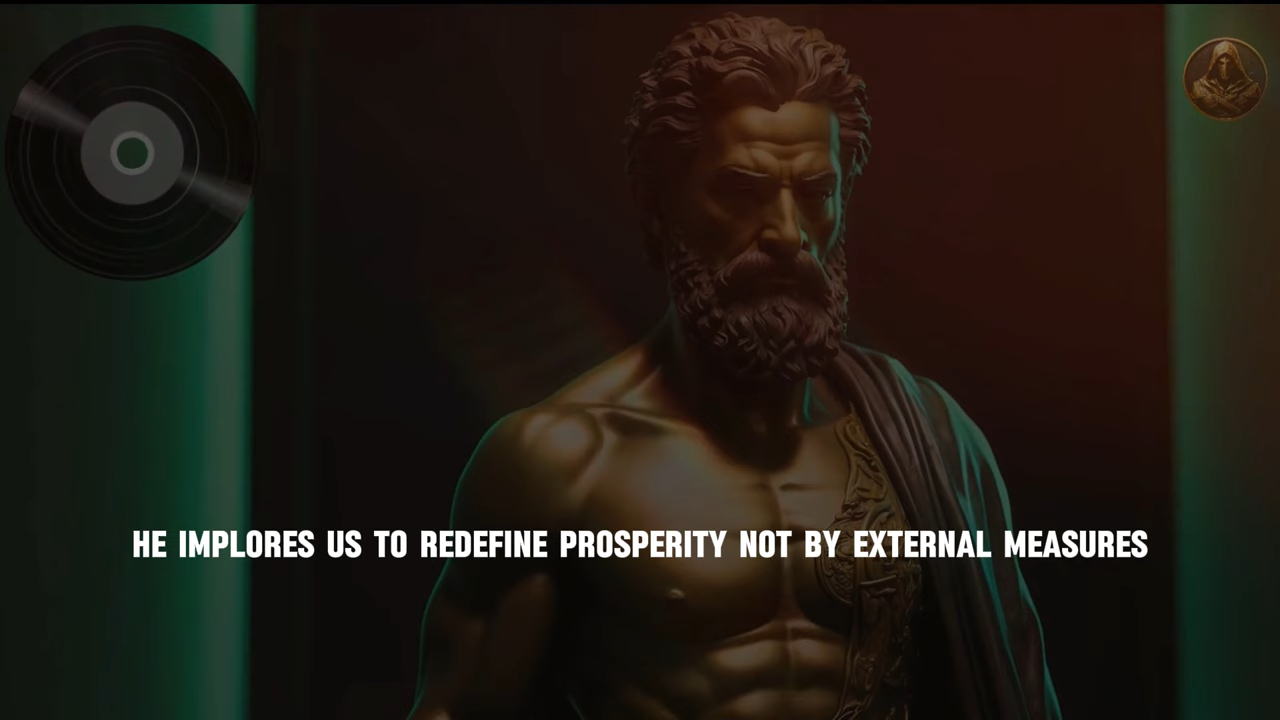 HE IMPLORES US TO REDEFINE PROSPERITY NOT BY EXTERNAL MEASURES